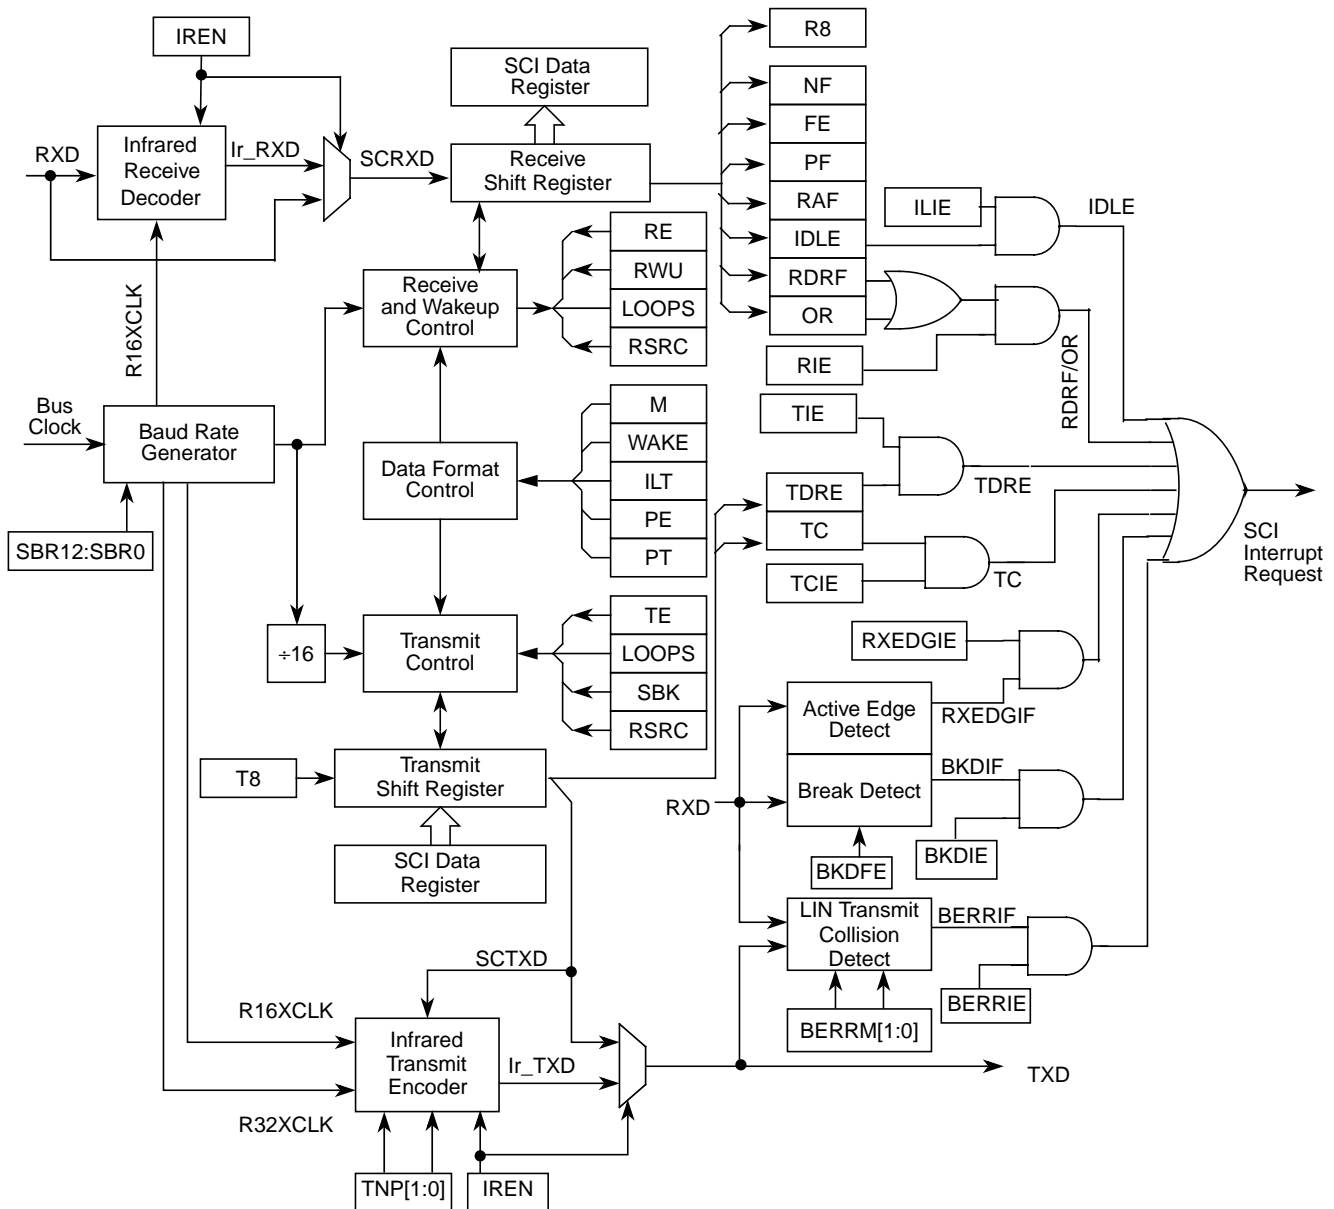 IREN
SCI Data
Register
R8
NF
FE
PF
RAF
IDLE
RDRF
OR
RXD
Infrared
Receive
Decoder
Ir_RXD
SCRXD
Receive
Shift Register
ILIE
IDLE
RE
RWU
LOOPS
RSRC
Receive
and Wakeup
Control
R16XCLK
RIE
RDRF/OR
Bus
Clock
Baud Rate
Generator
SBR12:SBR0
Data Format
Control
M
WAKE
ILT
PE
PT
TIE
TDRE
TC
TCIE
TDRE
TC
SCI
Interrupt
Request
÷16
Transmit
Control
TE
LOOPS
SBK
RSRC
RXEDGIE
Active Edge
Detect
RXEDGIF
T8
Transmit
Shift Register
RXD
Break Detect
BKDIF
BKDIE
BKDFE
SCI Data
Register
LIN Transmit
Collision
Detect
BERRIF
BERRIE
BERRM[1:0]
SCTXD
R16XCLK
Infrared
Transmit
Encoder
Ir_TXD
R32XCLK
TXD
TNP[1:0]
IREN